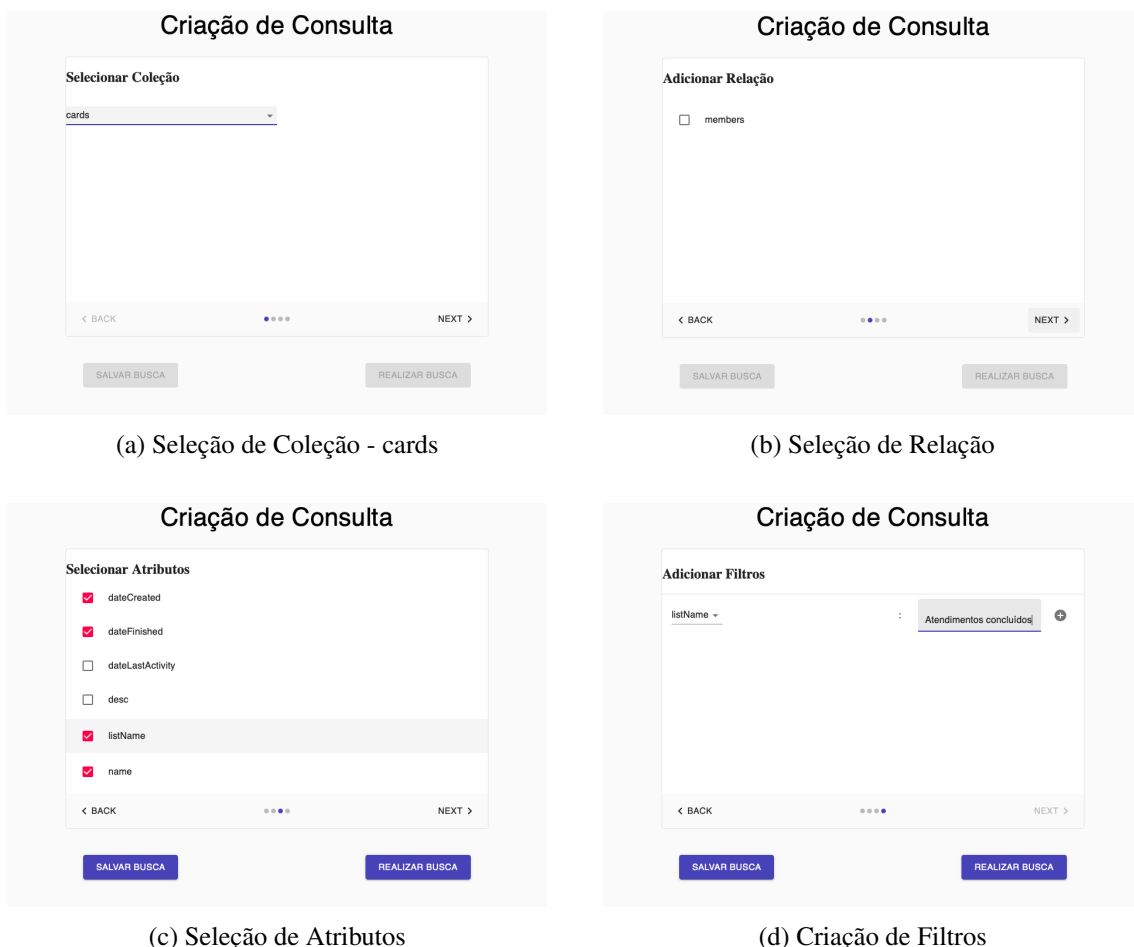 Criação de Consulta
Selecionar Coleção
cards
BACK
NEXT
SALVAR BUSCA
REALIZAR BUSCA
(a) Seleção de Coleção - cards
Criação de Consulta
Adicionar Relação
members
BACK
NEXT
SALVAR BUSCA
REALIZAR BUSCA
(b) Seleção de Relação
Criação de Consulta
Selecionar Atributos
dateCreated
dateFinished
dateLastActivity
desc
listName
name
BACK
NEXT
SALVAR BUSCA
REALIZAR BUSCA
(c) Seleção de Atributos
Criação de Consulta
Adicionar Filtros
listName : Atendimentos concluídos
BACK
NEXT
SALVAR BUSCA
REALIZAR BUSCA
(d) Criação de Filtros